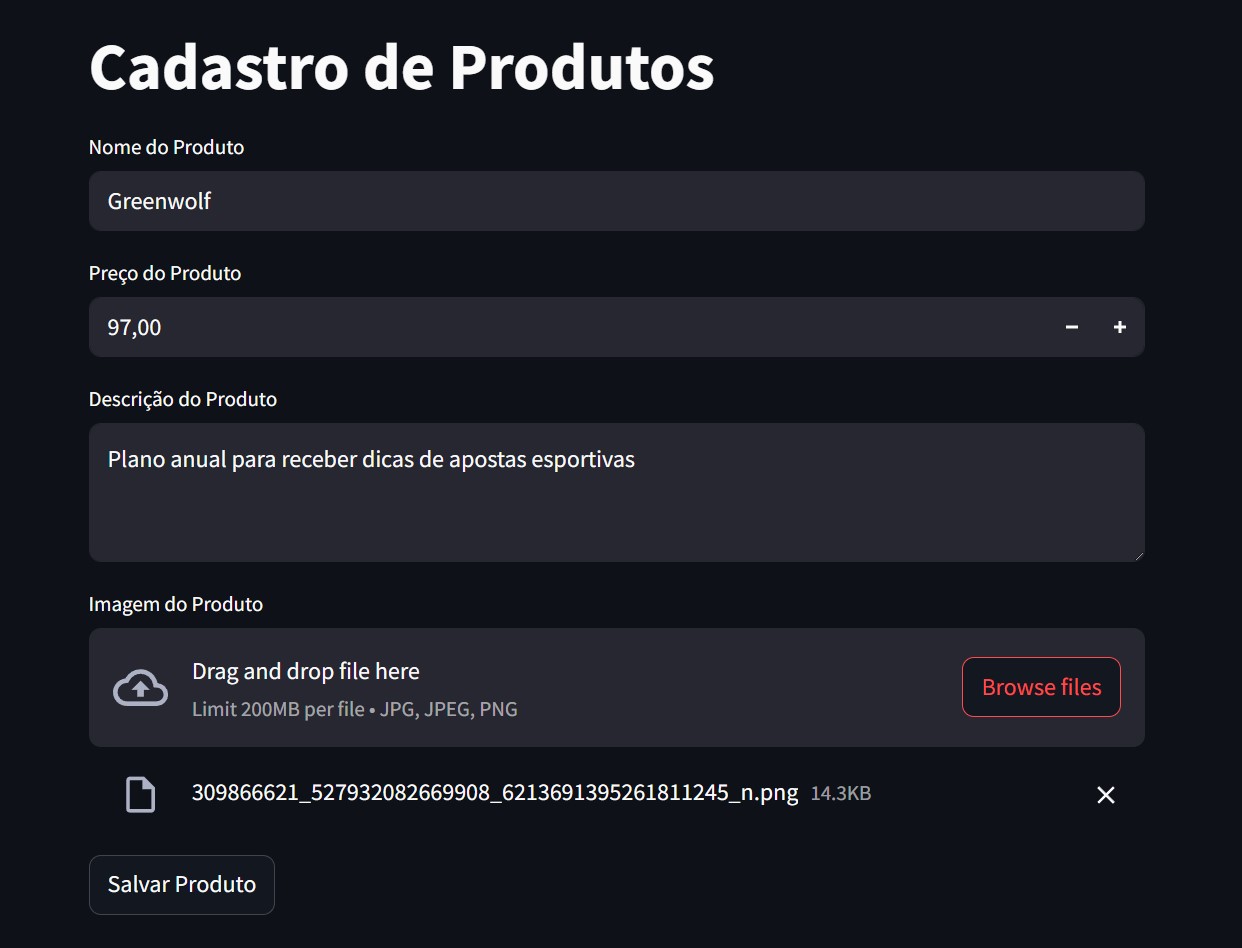 Cadastro de Produtos
Nome do Produto
Greenwolf
Preço do Produto
97,00
Descrição do Produto
Plano anual para receber dicas de apostas esportivas
Imagem do Produto
Drag and drop file here
Limit 200MB per file • JPG, JPEG, PNG
Browse files
309866621_527932082669908_6213691395261811245_n.png 14.3KB
Salvar Produto